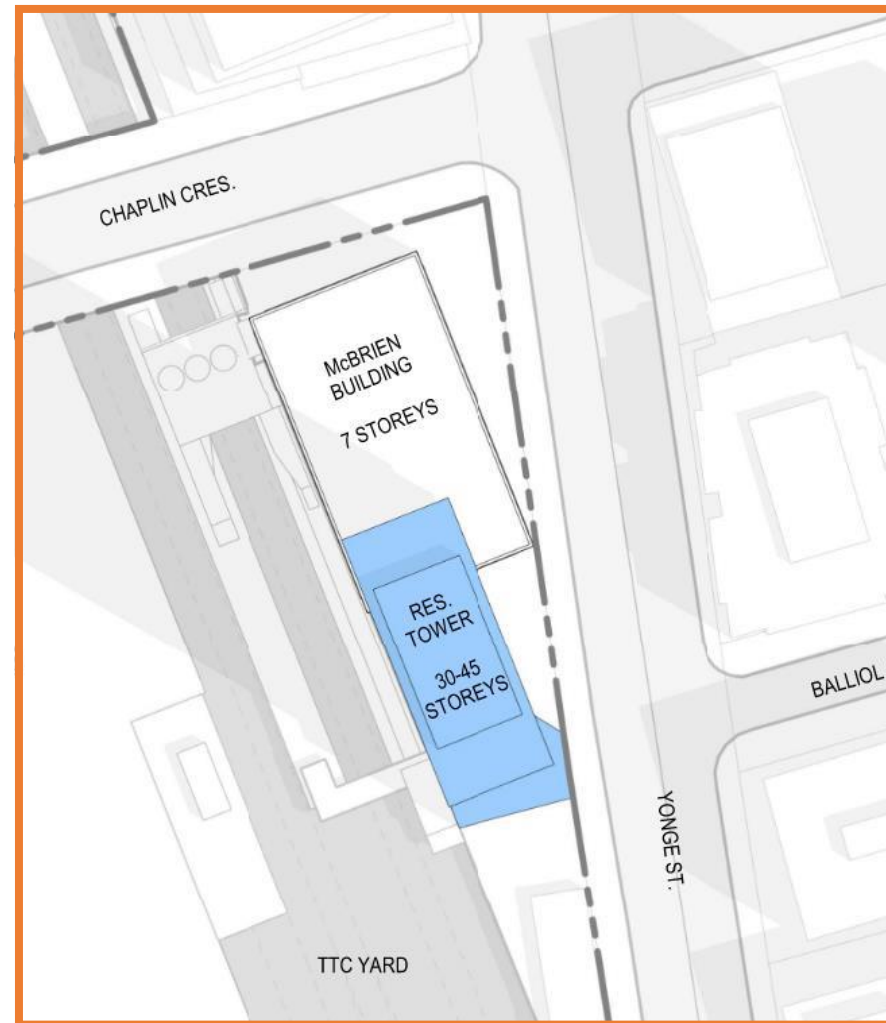 CHAPLIN CRES.
McBRIEN
BUILDING
7 STOREYS
RES.
TOWER
30-45
STOREYS
BALLIOL
YONGE ST.
TTC YARD